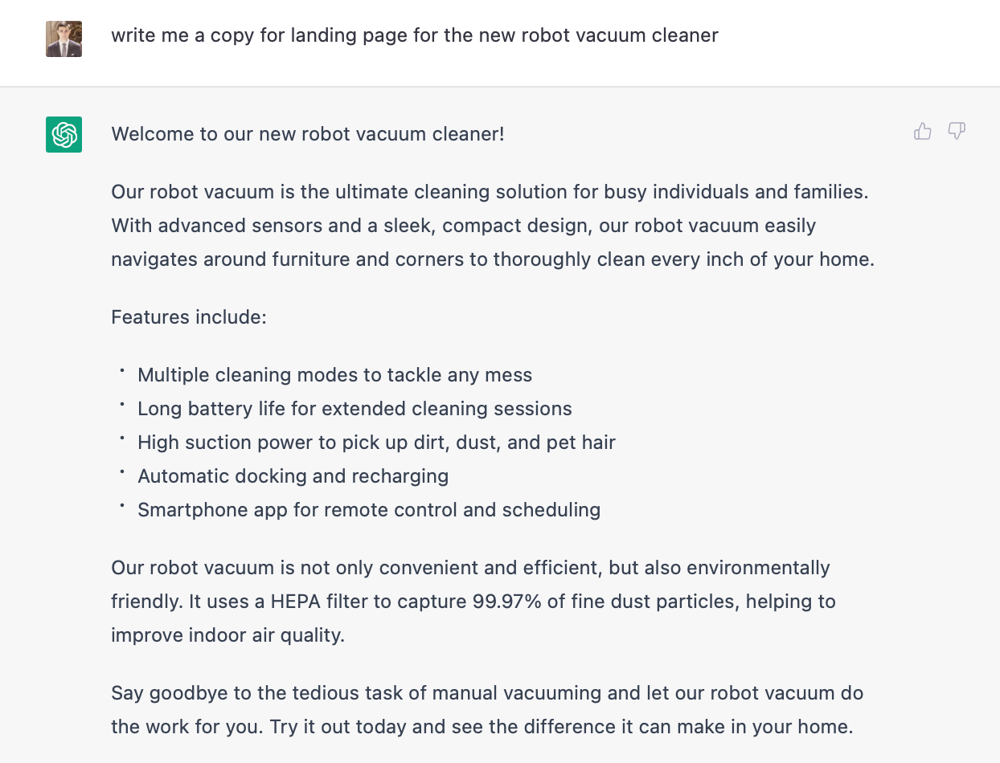 write me a copy for landing page for the new robot vacuum cleaner
Welcome to our new robot vacuum cleaner!
Our robot vacuum is the ultimate cleaning solution for busy individuals and families.
With advanced sensors and a sleek, compact design, our robot vacuum easily
navigates around furniture and corners to thoroughly clean every inch of your home.
Features include:
• Multiple cleaning modes to tackle any mess
• Long battery life for extended cleaning sessions
• High suction power to pick up dirt, dust, and pet hair
• Automatic docking and recharging
• Smartphone app for remote control and scheduling
Our robot vacuum is not only convenient and efficient, but also environmentally
friendly. It uses a HEPA filter to capture 99.97% of fine dust particles, helping to
improve indoor air quality.
Say goodbye to the tedious task of manual vacuuming and let our robot vacuum do
the work for you. Try it out today and see the difference it can make in your home.